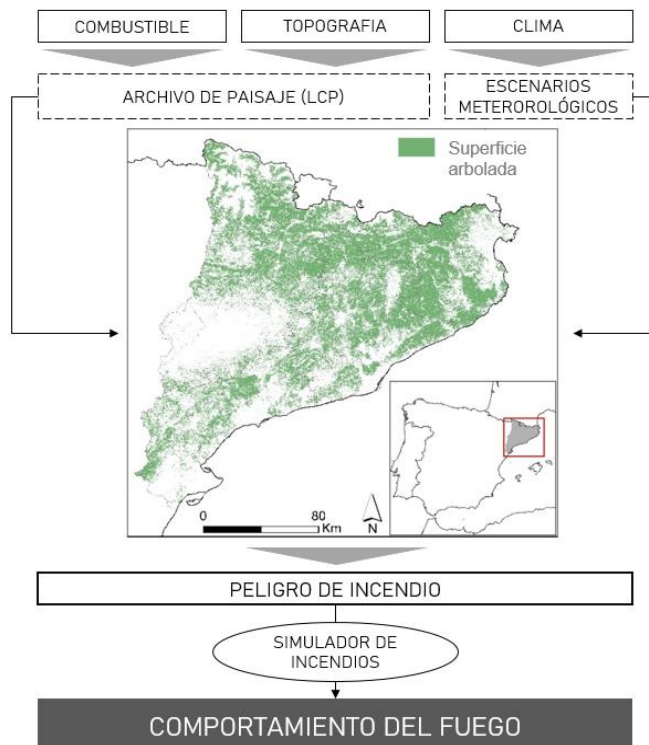 COMBUSTIBLE
TOPOGRAFIA
CLIMA
ARCHIVO DE PAISAJE (LCP)
ESCENARIOS
METEROROLÓGICOS
Superficie
arbolada
0
80
Km
N
PELIGRO DE INCENDIO
SIMULADOR DE
INCENDIOS
COMPORTAMIENTO DEL FUEGO